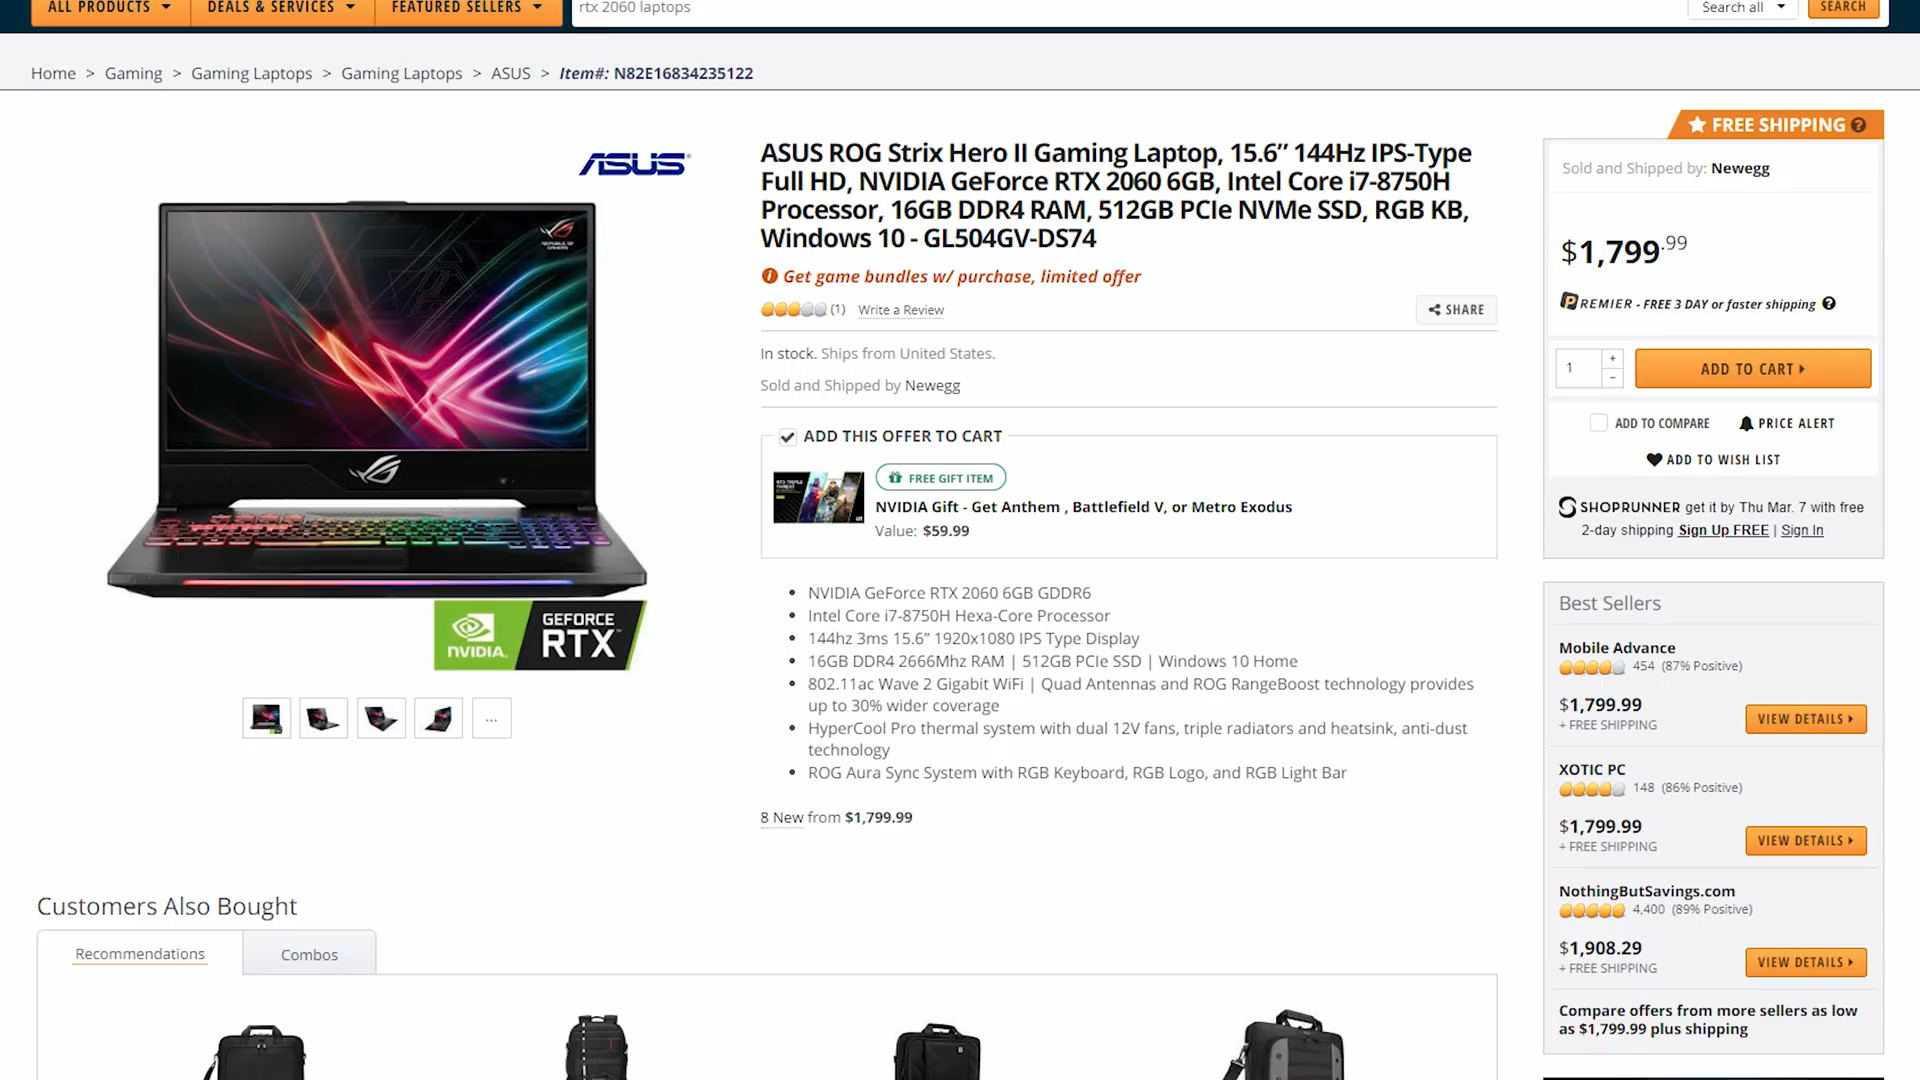 ALL PRODUCTS
DEALS & SERVICES
FEATURED SELLERS
rtx 2060 laptops
Search all
SEARCH
Home > Gaming > Gaming Laptops > Gaming Laptops > ASUS > Item#: N82E16834235122
ASUS
REPUBLIC OF GAMERS
NVIDIA.
GEFORCE
RTX™
...
ASUS ROG Strix Hero II Gaming Laptop, 15.6” 144Hz IPS-Type
Full HD, NVIDIA GeForce RTX 2060 6GB, Intel Core i7-8750H
Processor, 16GB DDR4 RAM, 512GB PCIe NVMe SSD, RGB KB,
Windows 10 - GL504GV-DS74
Get game bundles w/ purchase, limited offer
(1) Write a Review
SHARE
In stock. Ships from United States.
Sold and Shipped by Newegg
ADD THIS OFFER TO CART
FREE GIFT ITEM
NVIDIA Gift - Get Anthem , Battlefield V, or Metro Exodus
Value: $59.99
• NVIDIA GeForce RTX 2060 6GB GDDR6
• Intel Core i7-8750H Hexa-Core Processor
• 144hz 3ms 15.6” 1920x1080 IPS Type Display
• 16GB DDR4 2666Mhz RAM | 512GB PCIe SSD | Windows 10 Home
• 802.11ac Wave 2 Gigabit WiFi | Quad Antennas and ROG RangeBoost technology provides
up to 30% wider coverage
• HyperCool Pro thermal system with dual 12V fans, triple radiators and heatsink, anti-dust
technology
• ROG Aura Sync System with RGB Keyboard, RGB Logo, and RGB Light Bar
8 New from $1,799.99
FREE SHIPPING ?
Sold and Shipped by: Newegg
$1,799.99
PREMIER - FREE 3 DAY or faster shipping ?
1
+
−
ADD TO CART
ADD TO COMPARE
PRICE ALERT
ADD TO WISH LIST
SHOPRUNNER get it by Thu Mar. 7 with free
2-day shipping Sign Up FREE | Sign In
Best Sellers
Mobile Advance
454 (87% Positive)
$1,799.99
+ FREE SHIPPING
VIEW DETAILS
XOTIC PC
148 (86% Positive)
$1,799.99
+ FREE SHIPPING
VIEW DETAILS
NothingButSavings.com
4,400 (89% Positive)
$1,908.29
+ FREE SHIPPING
VIEW DETAILS
Compare offers from more sellers as low
as $1,799.99 plus shipping
Customers Also Bought
Recommendations
Combos